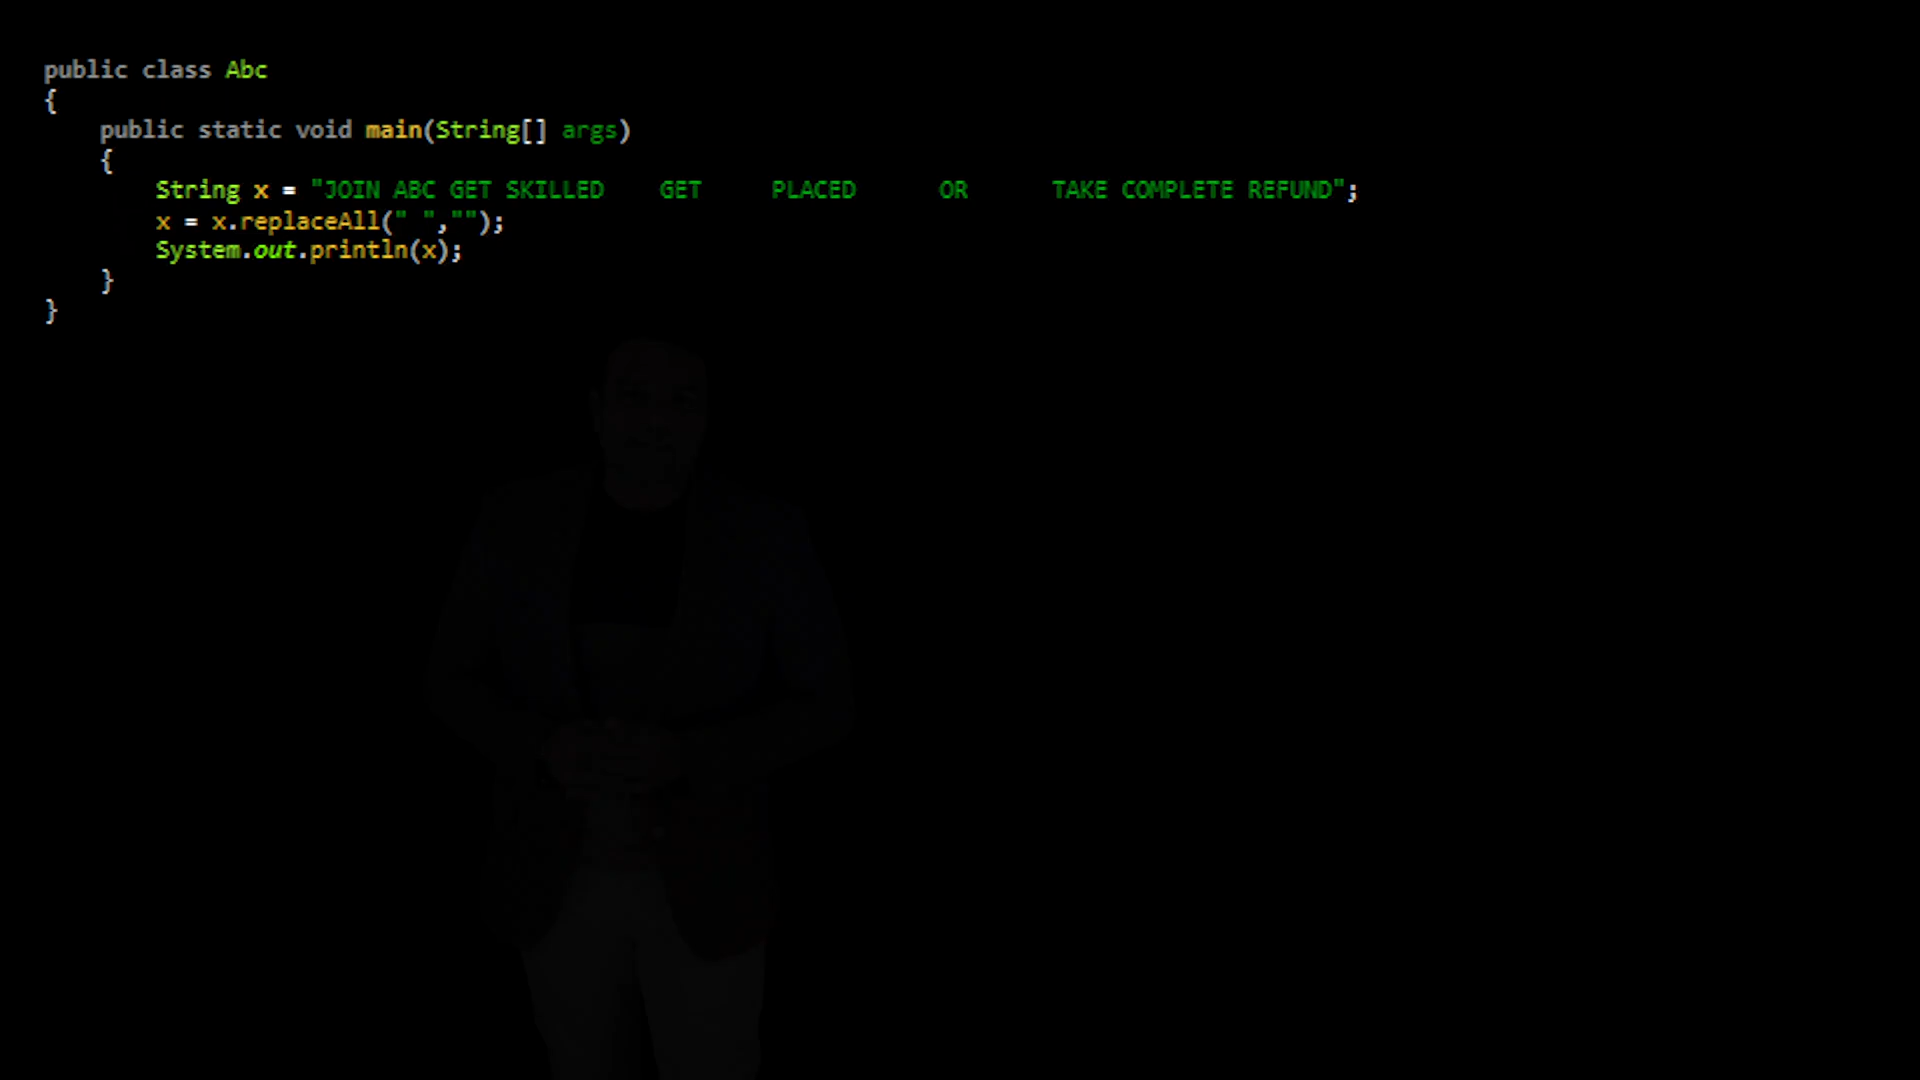 public class Abc
{
    public static void main(String[] args)
    {
        String x = "JOIN ABC GET SKILLED    GET     PLACED      OR      TAKE COMPLETE REFUND";
        x = x.replaceAll(" ","");
        System.out.println(x);
    }
}